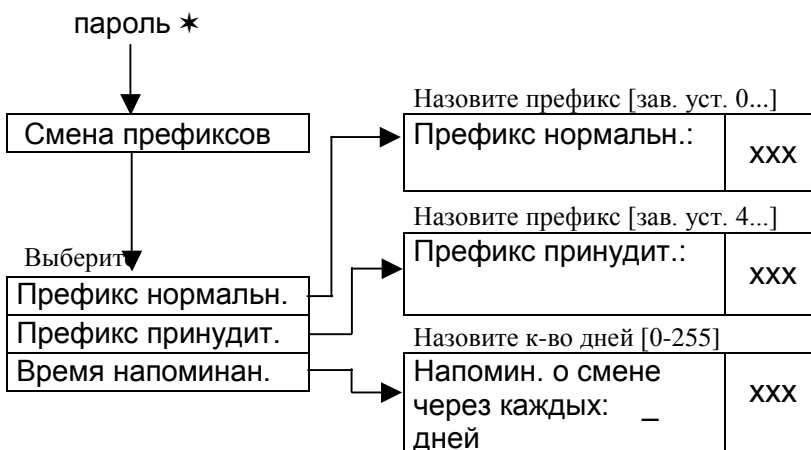 пароль ✶
Смена префиксов
Выберите
Префикс нормальн.
Префикс принудит.
Время напоминан.
Назовите префикс [зав. уст. 0...]
Префикс нормальн.:
xxx
Назовите префикс [зав. уст. 4...]
Префикс принудит.:
xxx
Назовите к-во дней [0-255]
Напомин. о смене
через каждых: _
дней
xxx